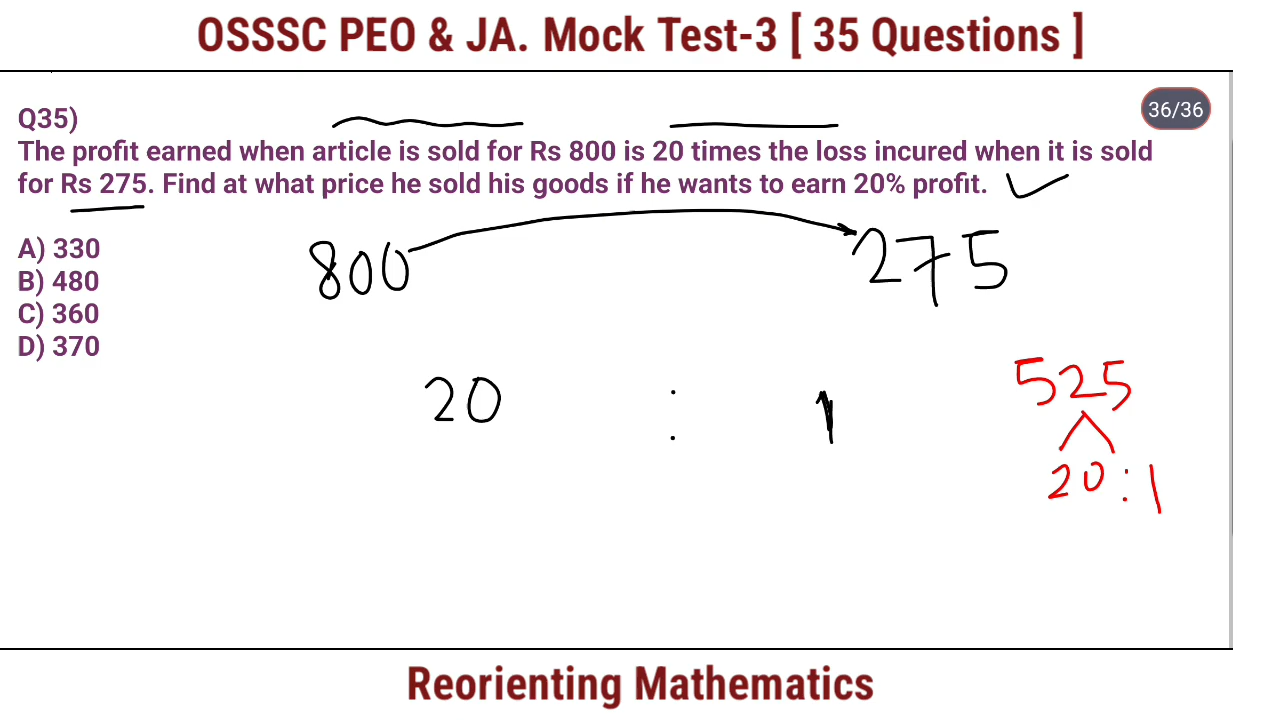 OSSSC PEO & JA. Mock Test-3 [ 35 Questions ]
36/36
Q35)
The profit earned when article is sold for Rs 800 is 20 times the loss incured when it is sold
for Rs 275. Find at what price he sold his goods if he wants to earn 20% profit.
A) 330
B) 480
C) 360
D) 370
800 275
20 : 1
525
20 : 1
Reorienting Mathematics